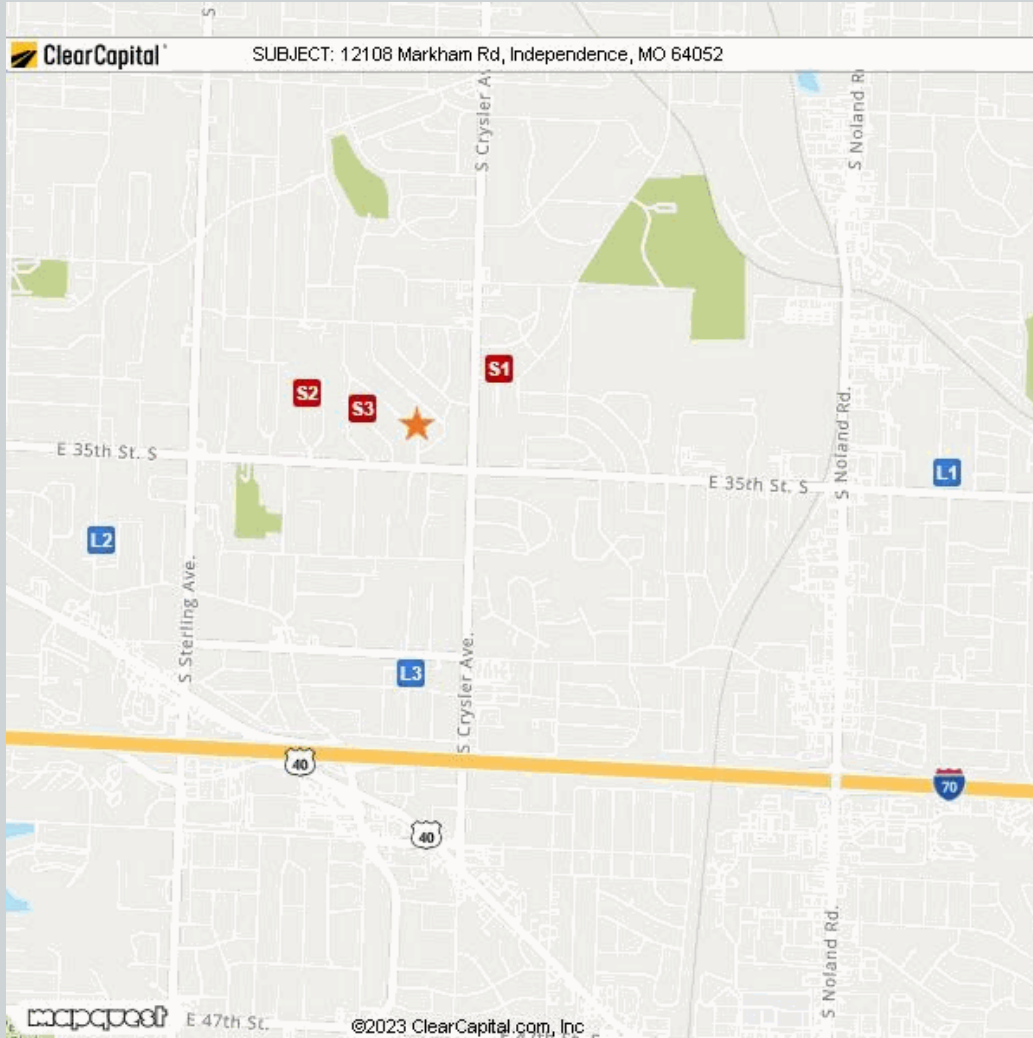 S
ClearCapital®
SUBJECT: 12108 Markham Rd, Independence, MO 64052
S Crysler Av
S Noland R
S1
S2
S3
E 35th St. S
S Noland Rd.
L1
E 35th St. S
L2
S Sterling Ave.
S Crysler Ave.
L3
40
70
40
S Noland Rd.
mapquest
E 47th St.
©2023 ClearCapital.com, Inc